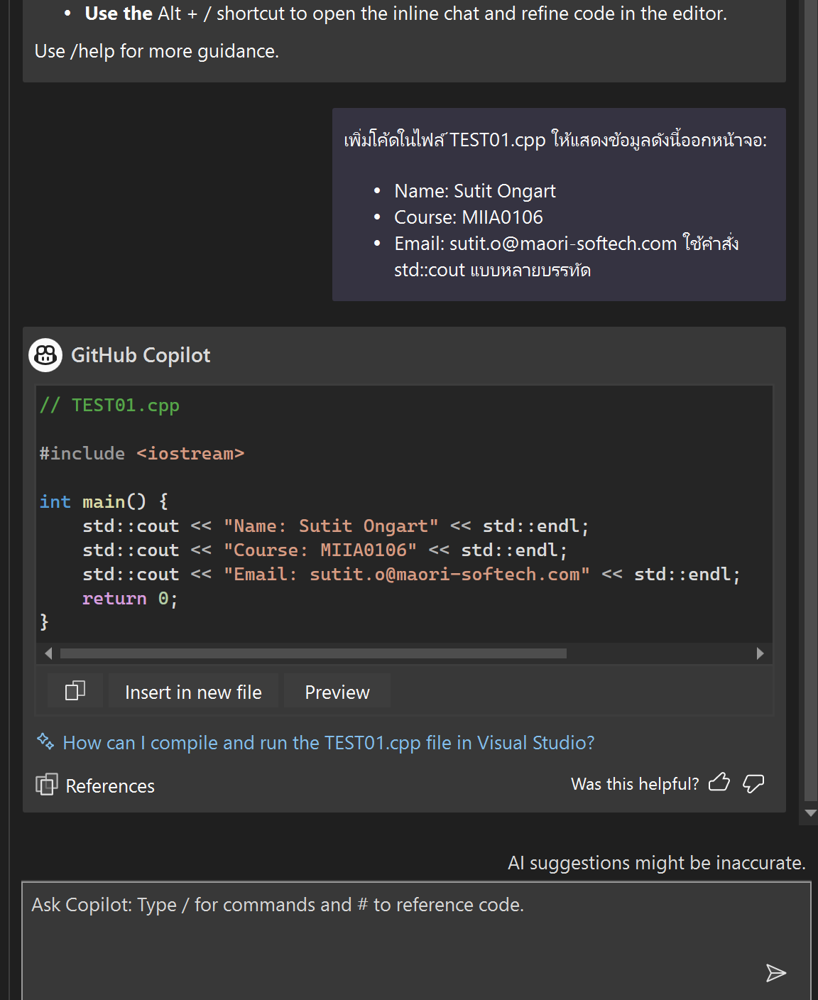 • Use the Alt + / shortcut to open the inline chat and refine code in the editor.
Use /help for more guidance.
เพิ่มโค้ดในไฟล์ TEST01.cpp ให้แสดงข้อมูลดังนี้ออกหน้าจอ:
• Name: Sutit Ongart
• Course: MIIA0106
• Email: sutit.o@maori-softech.com ใช้คำสั่ง
std::cout แบบหลายบรรทัด
GitHub Copilot
// TEST01.cpp
#include <iostream>
int main() {
    std::cout << "Name: Sutit Ongart" << std::endl;
    std::cout << "Course: MIIA0106" << std::endl;
    std::cout << "Email: sutit.o@maori-softech.com" << std::endl;
    return 0;
}
Insert in new file Preview
How can I compile and run the TEST01.cpp file in Visual Studio?
References Was this helpful?
AI suggestions might be inaccurate.
Ask Copilot: Type / for commands and # to reference code.